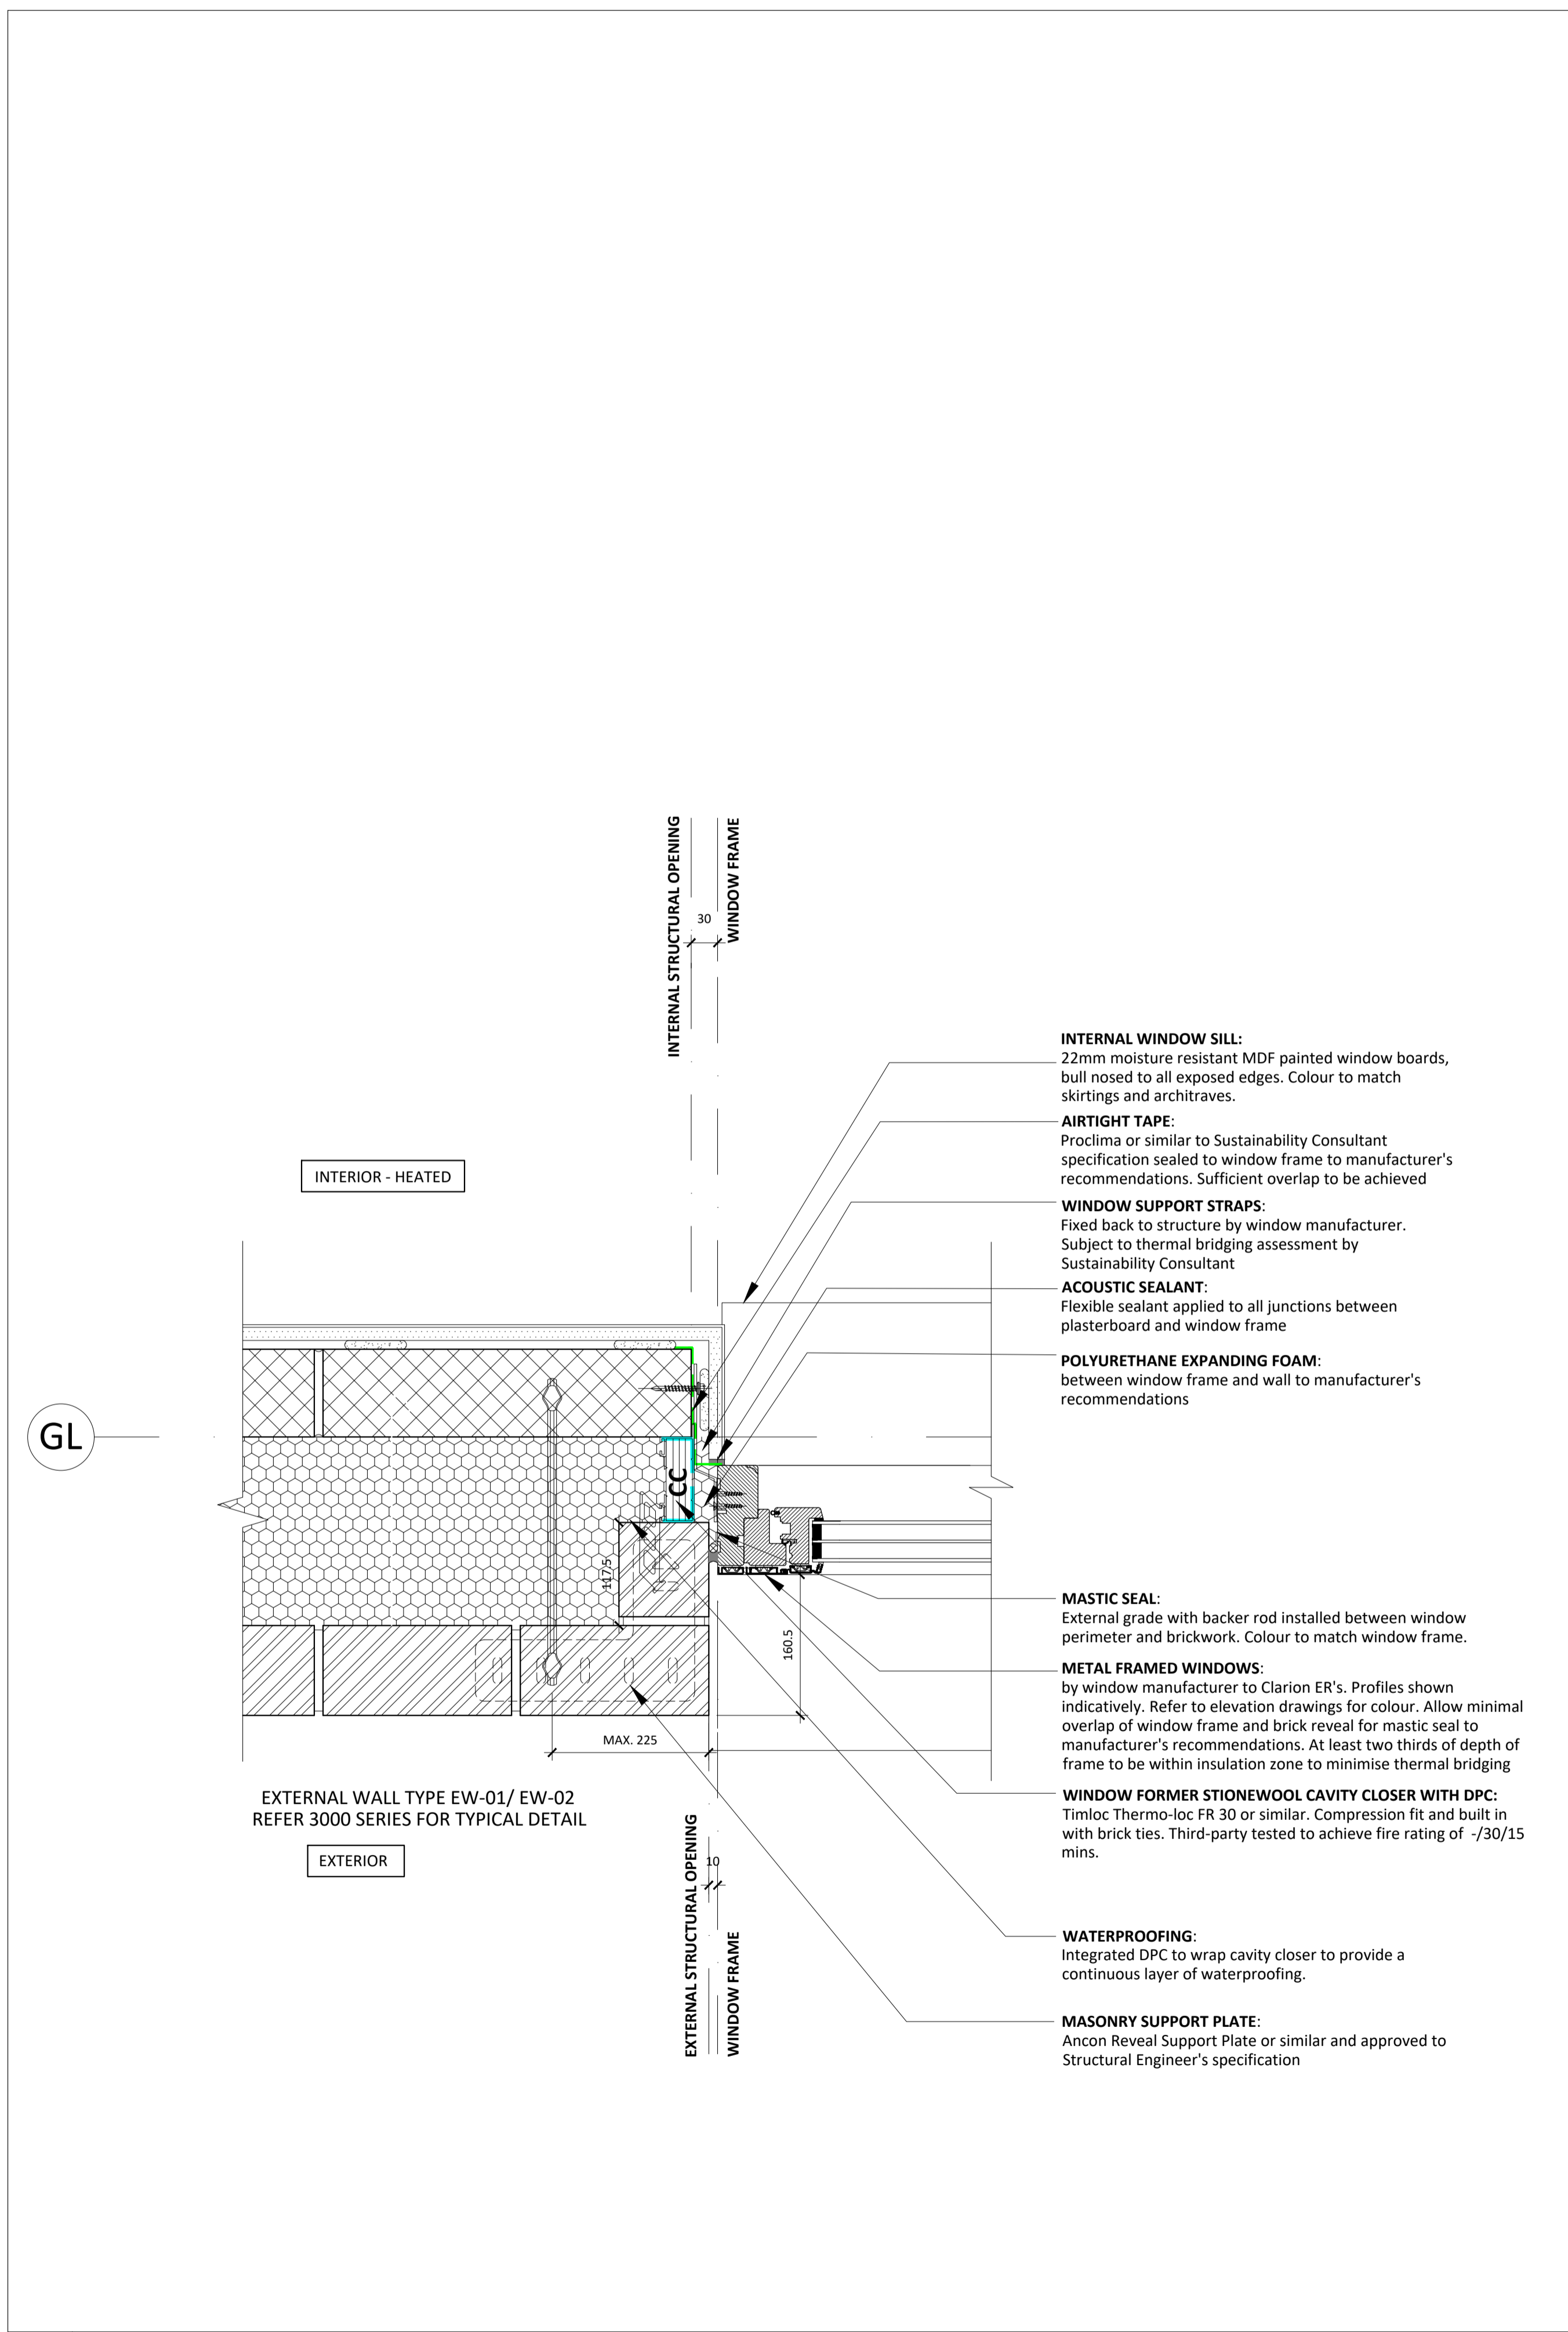 INTERNAL STRUCTURAL OPENING
WINDOW FRAME
30
INTERNAL WINDOW SILL:
22mm moisture resistant MDF painted window boards,
bull nosed to all exposed edges. Colour to match
skirtings and architraves.
AIRTIGHT TAPE:
Proclima or similar to Sustainability Consultant
specification sealed to window frame to manufacturer's
recommendations. Sufficient overlap to be achieved
INTERIOR - HEATED
WINDOW SUPPORT STRAPS:
Fixed back to structure by window manufacturer.
Subject to thermal bridging assessment by
Sustainability Consultant
ACOUSTIC SEALANT:
Flexible sealant applied to all junctions between
plasterboard and window frame
POLYURETHANE EXPANDING FOAM:
between window frame and wall to manufacturer's
recommendations
GL
CC
117.5
160.5
MASTIC SEAL:
External grade with backer rod installed between window
perimeter and brickwork. Colour to match window frame.
METAL FRAMED WINDOWS:
by window manufacturer to Clarion ER's. Profiles shown
indicatively. Refer to elevation drawings for colour. Allow minimal
overlap of window frame and brick reveal for mastic seal to
manufacturer's recommendations. At least two thirds of depth of
frame to be within insulation zone to minimise thermal bridging
MAX. 225
EXTERNAL WALL TYPE EW-01/ EW-02
REFER 3000 SERIES FOR TYPICAL DETAIL
WINDOW FORMER STIONEWOOL CAVITY CLOSER WITH DPC:
Timloc Thermo-loc FR 30 or similar. Compression fit and built in
with brick ties. Third-party tested to achieve fire rating of -/30/15
mins.
EXTERIOR
10
EXTERNAL STRUCTURAL OPENING
WINDOW FRAME
WATERPROOFING:
Integrated DPC to wrap cavity closer to provide a
continuous layer of waterproofing.
MASONRY SUPPORT PLATE:
Ancon Reveal Support Plate or similar and approved to
Structural Engineer's specification